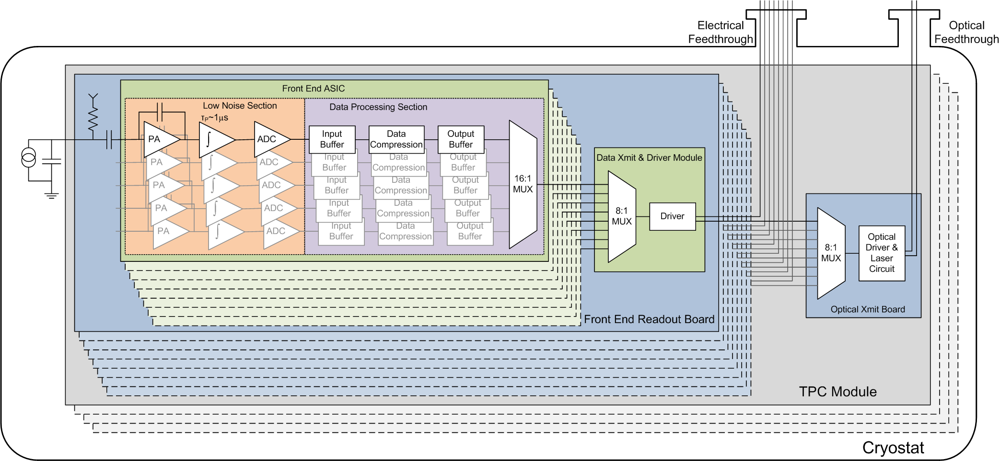 Electrical
Feedthrough
Optical
Feedthrough
Front End ASIC
Low Noise Section
τP~1μs
Data Processing Section
PA
∫
ADC
Input
Buffer
Data
Compression
Output
Buffer
PA
∫
ADC
Input
Buffer
Data
Compression
Output
Buffer
PA
∫
ADC
Input
Buffer
Data
Compression
Output
Buffer
PA
∫
ADC
Input
Buffer
Data
Compression
Output
Buffer
PA
∫
ADC
Input
Buffer
Data
Compression
Output
Buffer
16:1
MUX
Data Xmit & Driver Module
8:1
MUX
Driver
8:1
MUX
Optical
Driver &
Laser
Circuit
Optical Xmit Board
Front End Readout Board
TPC Module
Cryostat